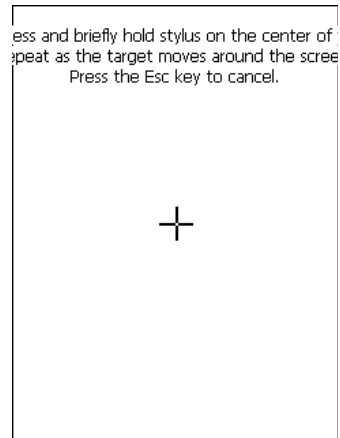 ess and briefly hold stylus on the center of
epeat as the target moves around the scree
Press the Esc key to cancel.